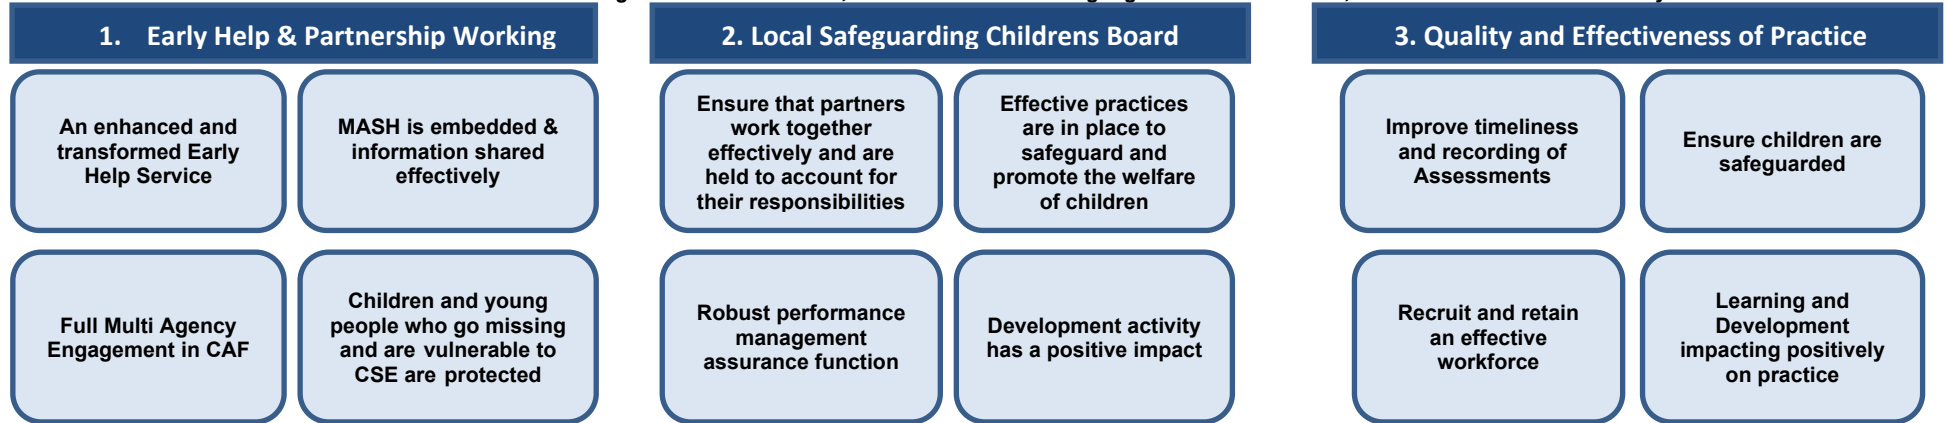 1. Early Help & Partnership Working
An enhanced and
transformed Early
Help Service
MASH is embedded &
information shared
effectively
Full Multi Agency
Engagement in CAF
Children and young
people who go missing
and are vulnerable to
CSE are protected
2. Local Safeguarding Childrens Board
Ensure that partners
work together
effectively and are
held to account for
their responsibilities
Effective practices
are in place to
safeguard and
promote the welfare
of children
Robust performance
management
assurance function
Development activity
has a positive impact
3. Quality and Effectiveness of Practice
Improve timeliness
and recording of
Assessments
Ensure children are
safeguarded
Recruit and retain
an effective
workforce
Learning and
Development
impacting positively
on practice